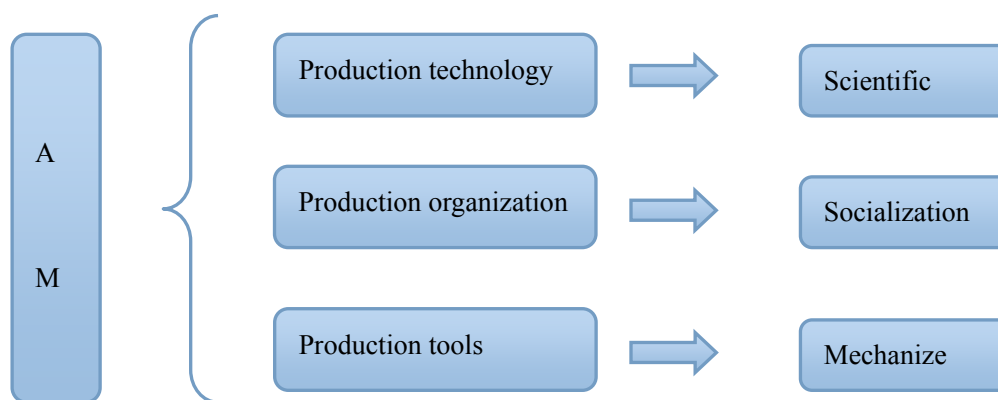 A
M
Production technology
Scientific
Production organization
Socialization
Production tools
Mechanize